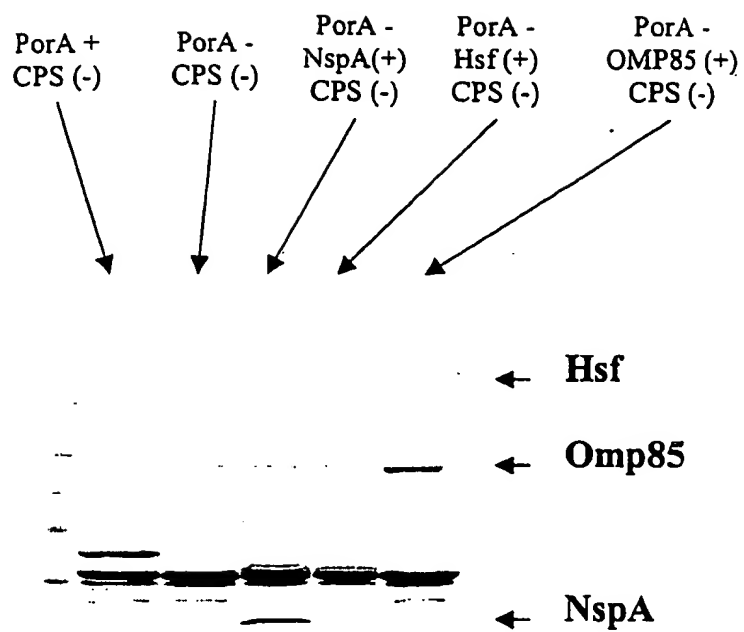 PorA +
CPS (-)
PorA -
CPS (-)
PorA -
NspA(+)
CPS (-)
PorA -
Hsf (+)
CPS (-)
PorA -
OMP85 (+)
CPS (-)
Hsf
Omp85
NspA